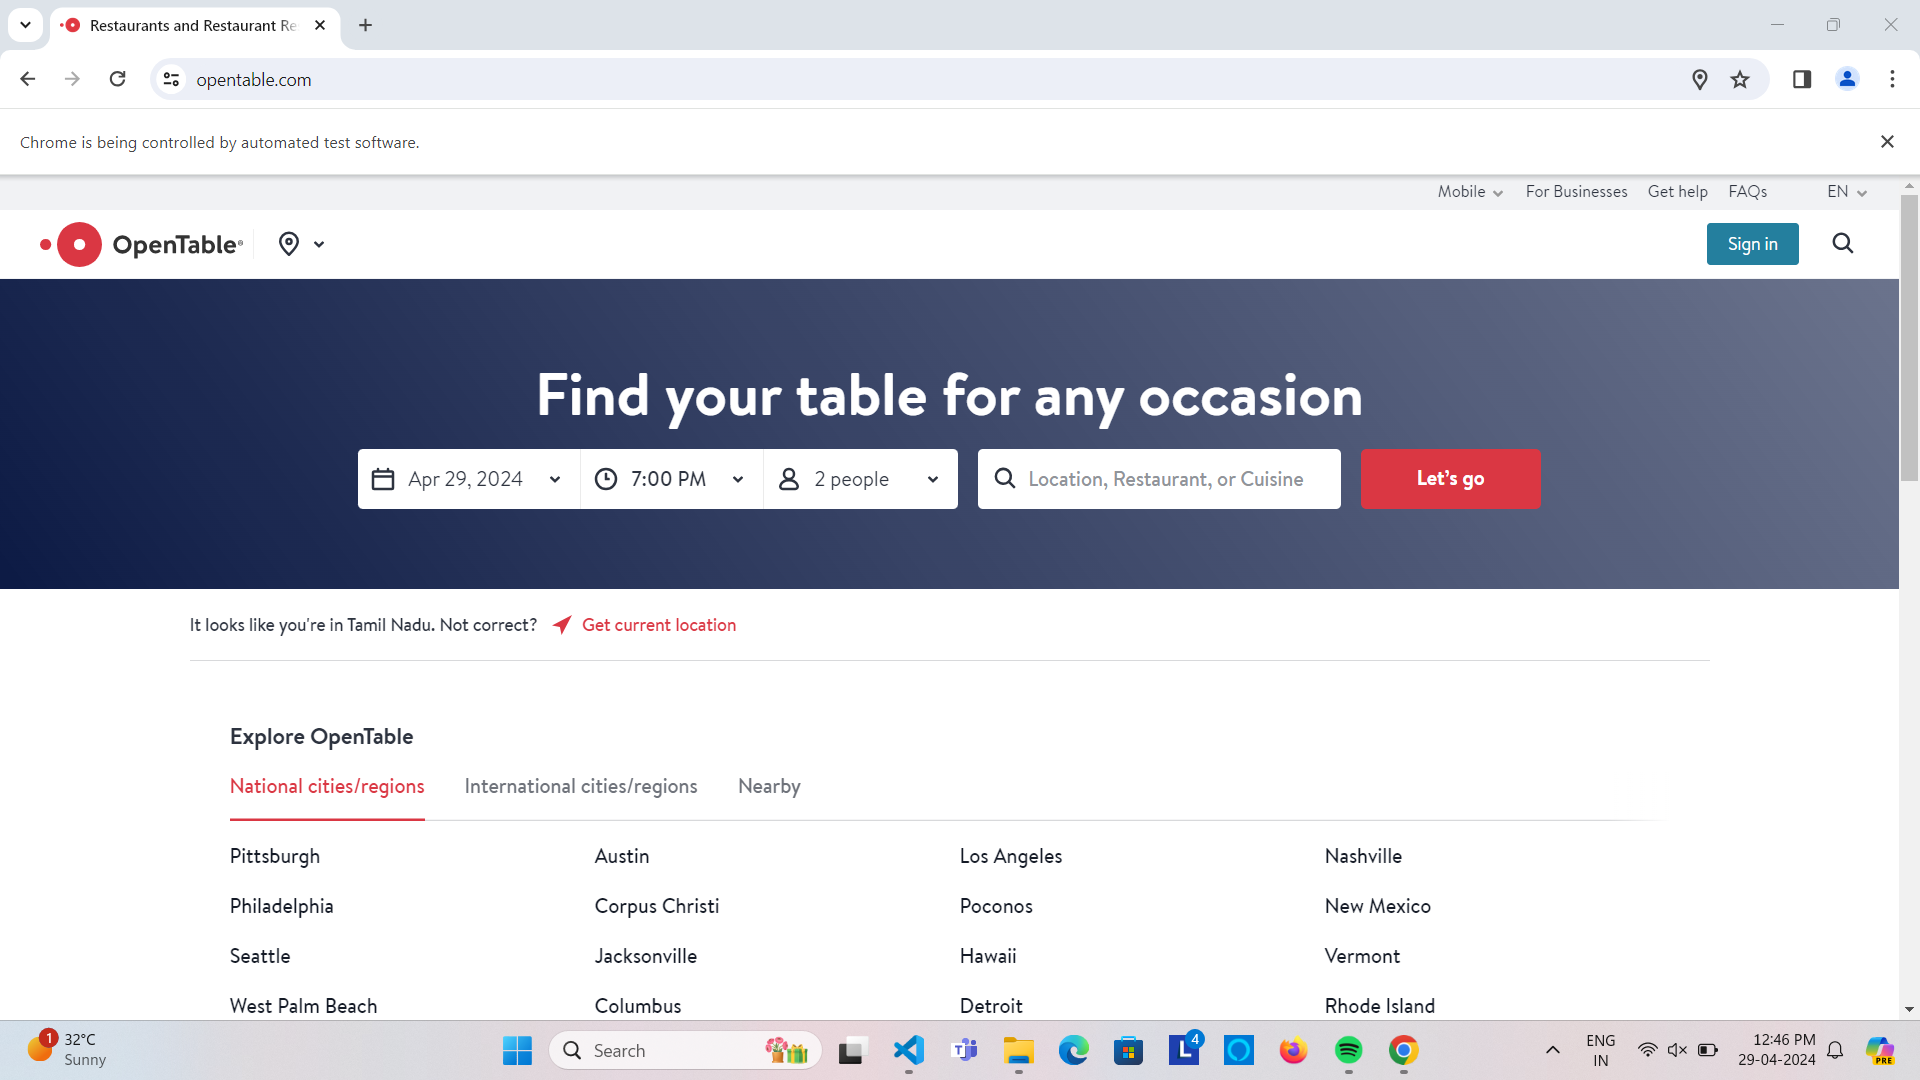 Restaurants and Restaurant Re
opentable.com
Chrome is being controlled by automated test software.
Mobile For Businesses Get help FAQs EN
OpenTable® Sign in
Find your table for any occasion
Apr 29, 2024 7:00 PM 2 people Location, Restaurant, or Cuisine Let’s go
It looks like you're in Tamil Nadu. Not correct? Get current location
Explore OpenTable
National cities/regions International cities/regions Nearby
Pittsburgh Austin Los Angeles Nashville
Philadelphia Corpus Christi Poconos New Mexico
Seattle Jacksonville Hawaii Vermont
West Palm Beach Columbus Detroit Rhode Island
1 32°C Search 4 ENG 12:46 PM
Sunny IN 29-04-2024 PRE